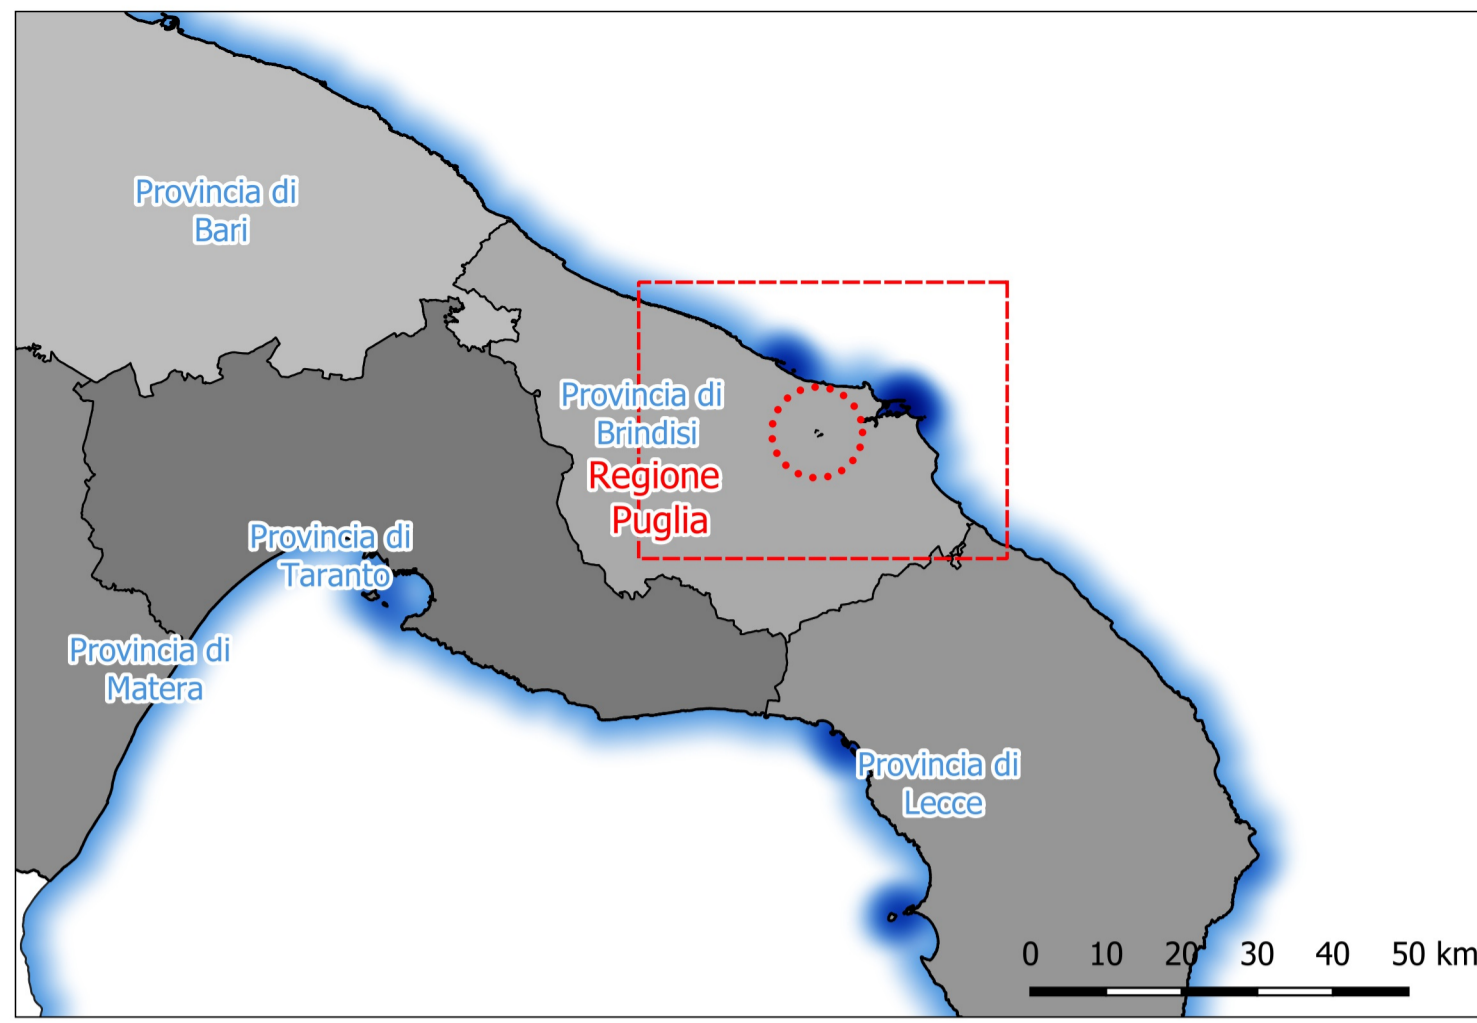 Provincia di
Bari
Provincia di
Brindisi
Regione
Puglia
Provincia di
Taranto
Provincia di
Matera
Provincia di
Lecce
0 10 20 30 40 50 km